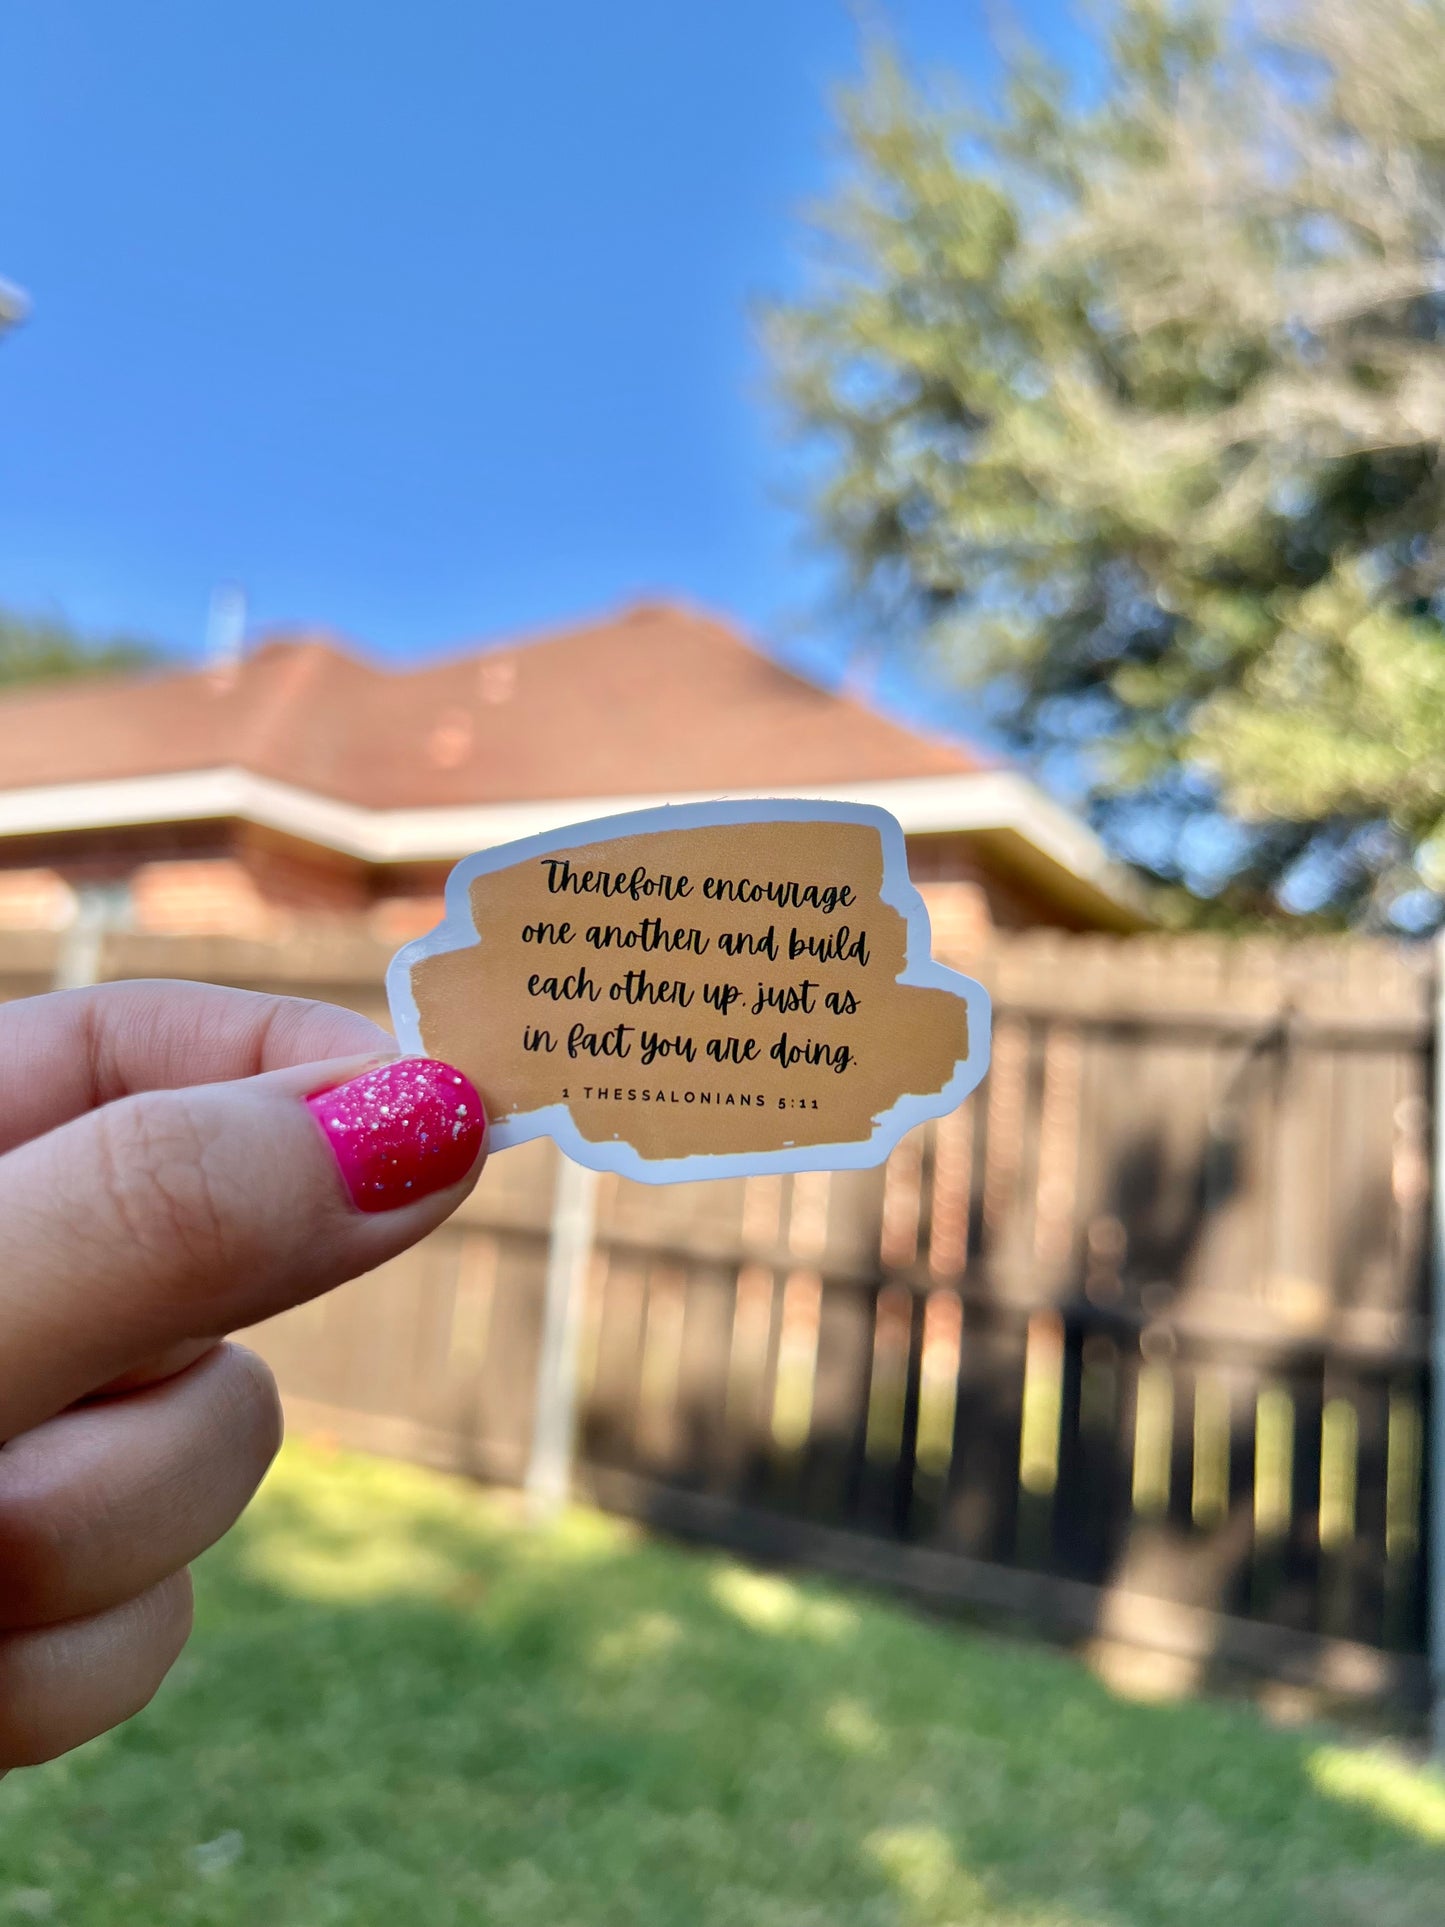 Therefore encourage
one another and build
each other up, just as
in fact you are doing.
1 THESSALONIANS 5:11